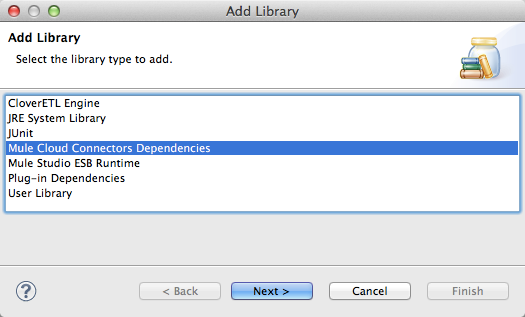 Add Library
Add Library
Select the library type to add.
CloverETL Engine
JRE System Library
JUnit
Mule Cloud Connectors Dependencies
Mule Studio ESB Runtime
Plug-in Dependencies
User Library
?
< Back
Next >
Cancel
Finish